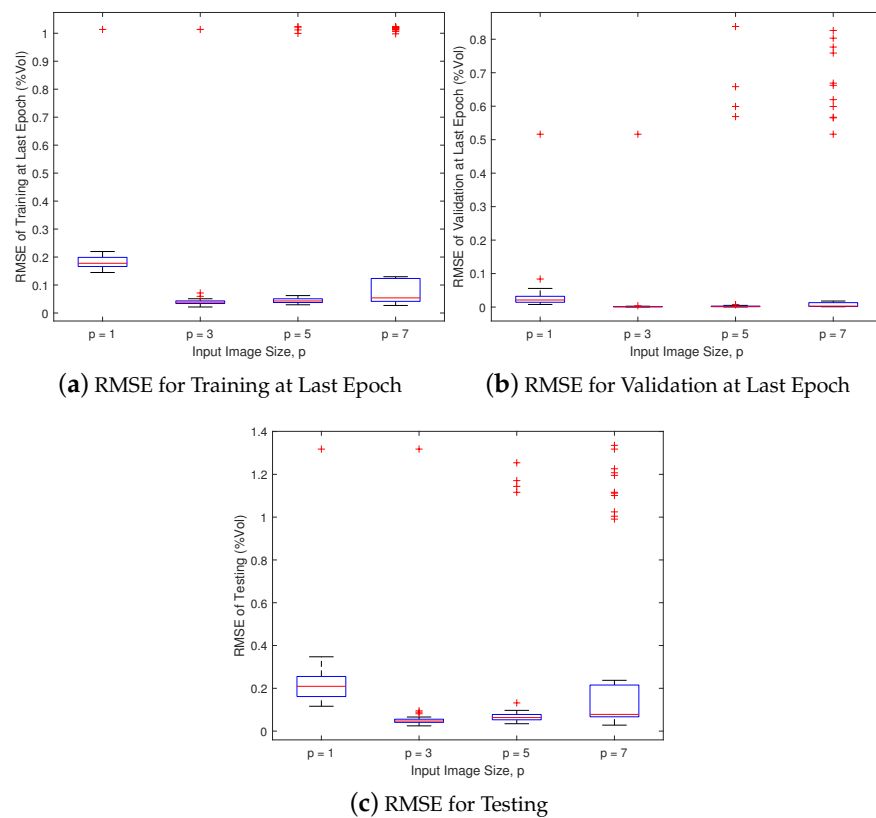 RMSE of Training at Last Epoch (%Vol)
1
0.9
0.8
0.7
0.6
0.5
0.4
0.3
0.2
0.1
0
p = 1 p = 3 p = 5 p = 7
Input Image Size, p
(a) RMSE for Training at Last Epoch
RMSE of Validation at Last Epoch (%Vol)
0.8
0.7
0.6
0.5
0.4
0.3
0.2
0.1
0
p = 1 p = 3 p = 5 p = 7
Input Image Size, p
(b) RMSE for Validation at Last Epoch
RMSE of Testing (%Vol)
1.4
1.2
1
0.8
0.6
0.4
0.2
0
p = 1 p = 3 p = 5 p = 7
Input Image Size, p
(c) RMSE for Testing